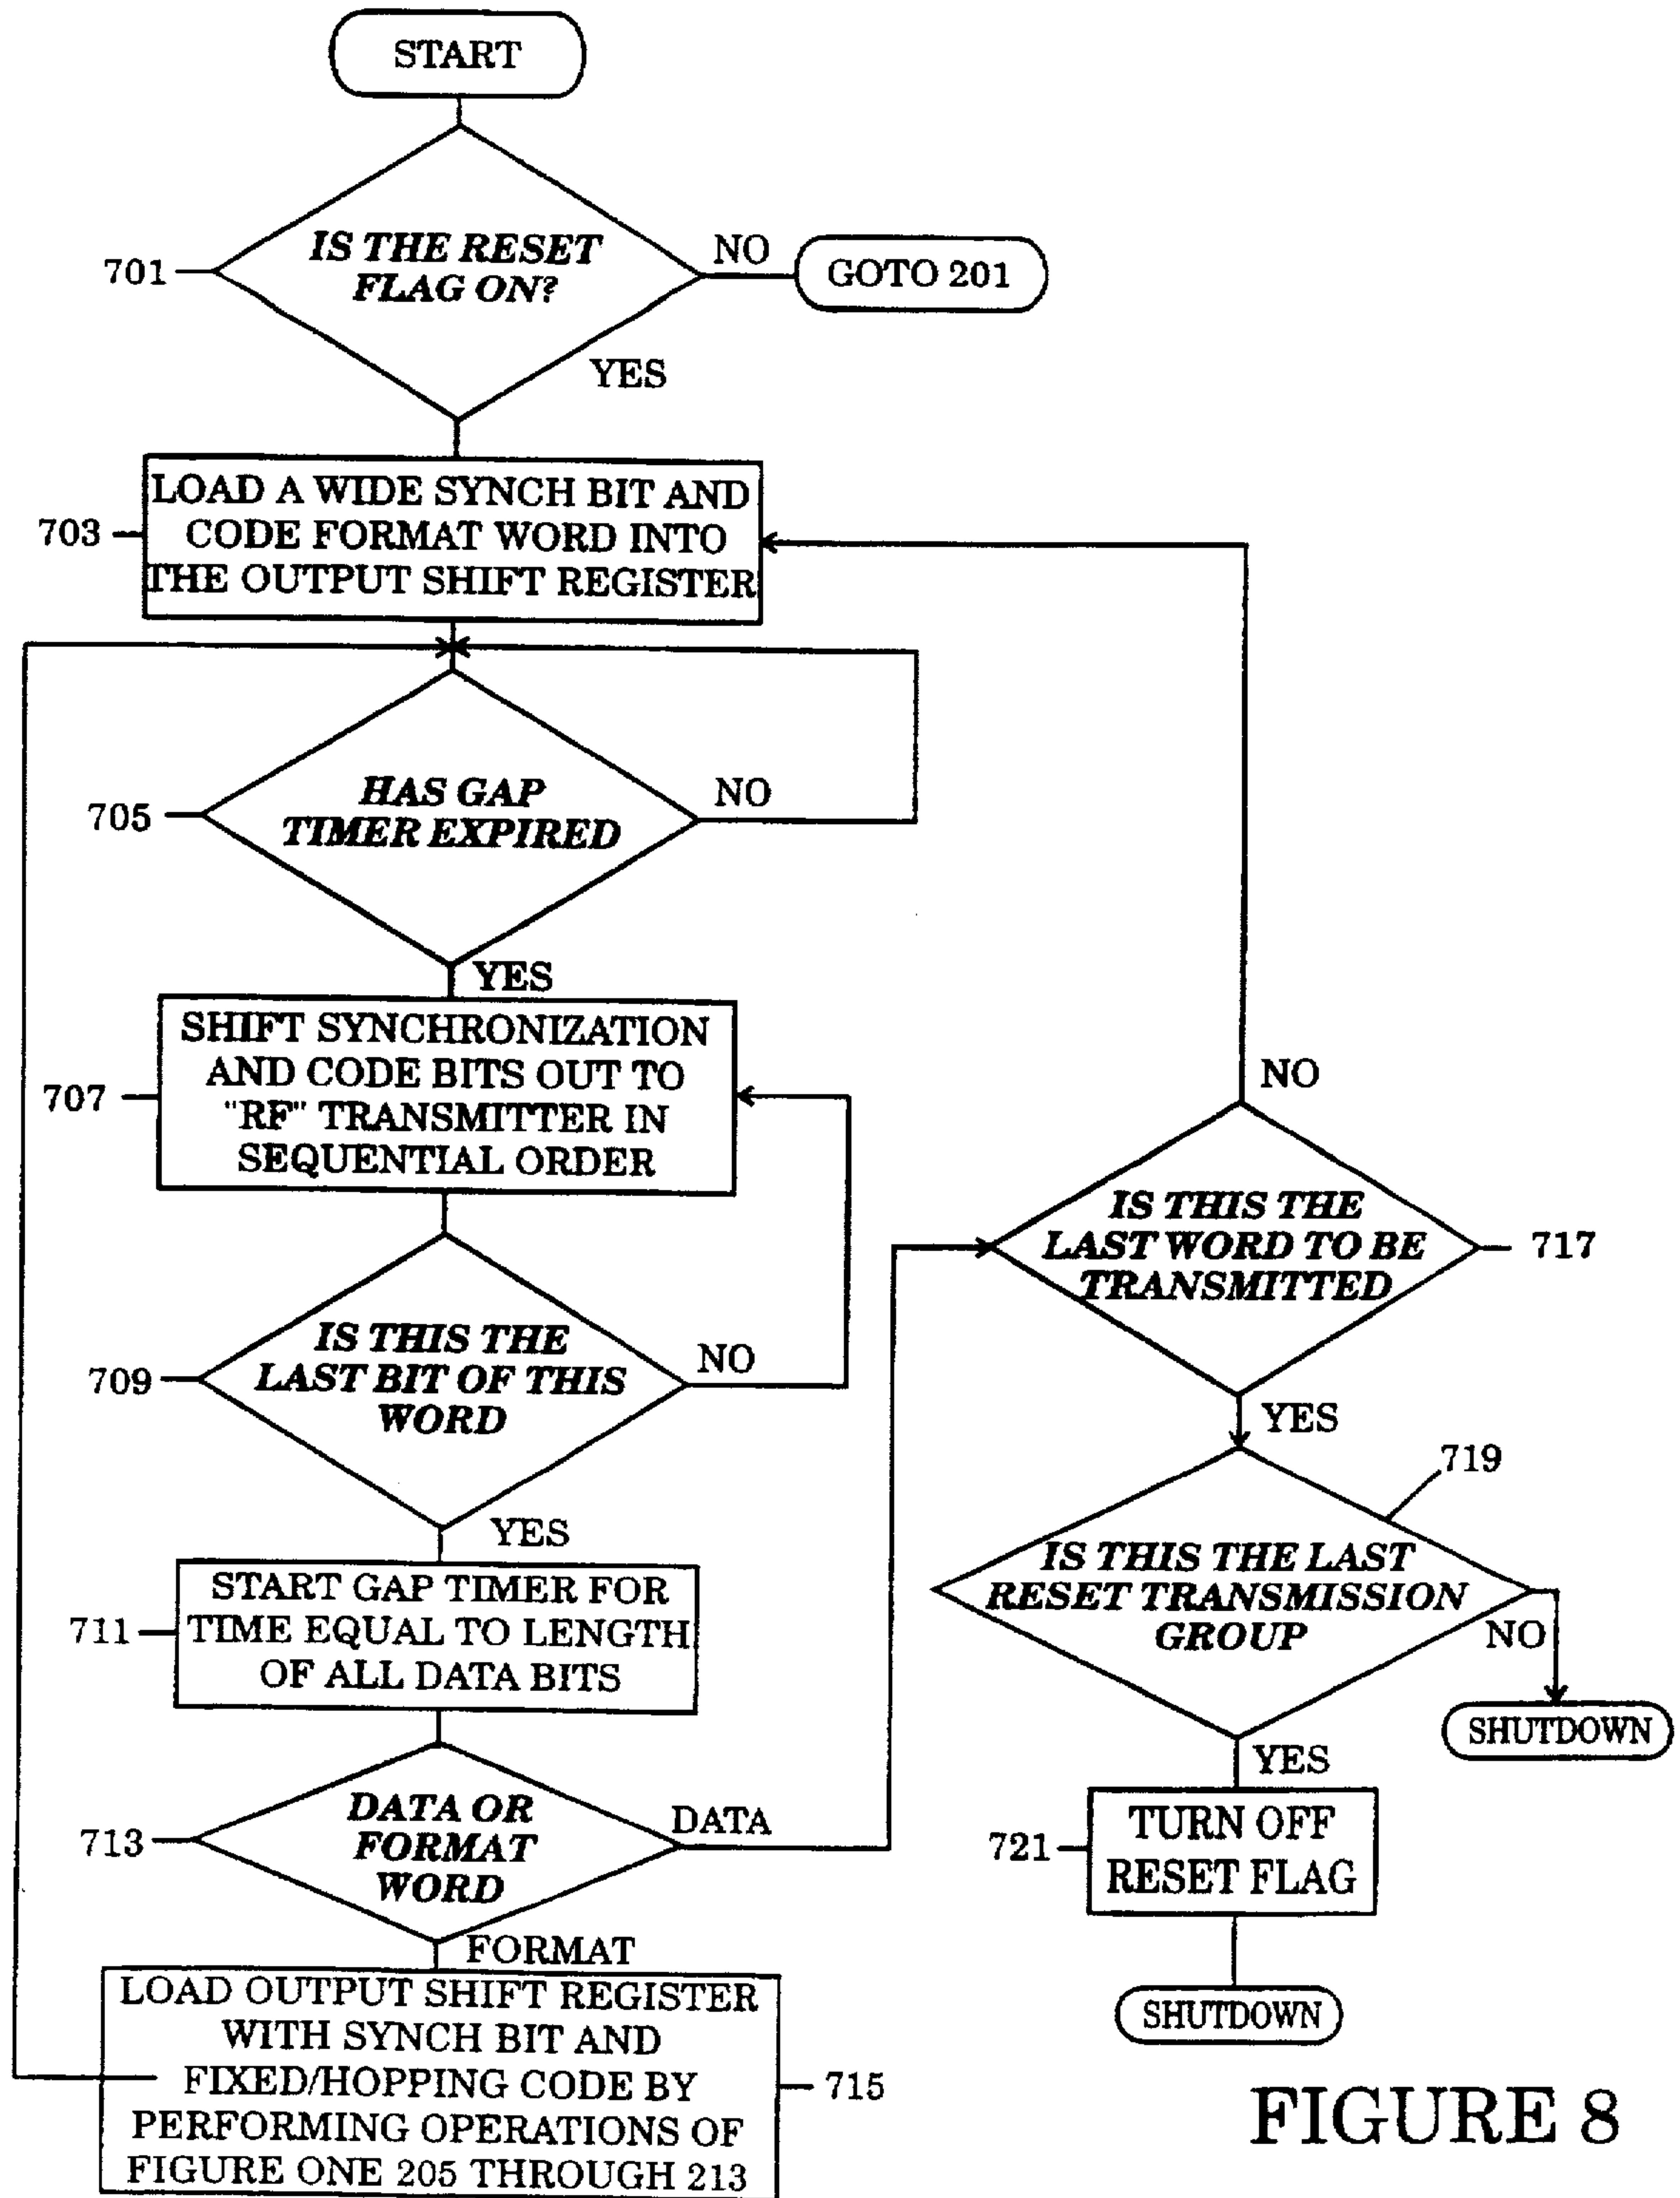 START
IS THE RESET
FLAG ON?
701
NO
GOTO 201
YES
LOAD A WIDE SYNCH BIT AND
CODE FORMAT WORD INTO
THE OUTPUT SHIFT REGISTER
703
HAS GAP
TIMER EXPIRED
705
NO
YES
SHIFT SYNCHRONIZATION
AND CODE BITS OUT TO
"RF" TRANSMITTER IN
SEQUENTIAL ORDER
707
IS THIS THE
LAST BIT OF THIS
WORD
709
NO
YES
START GAP TIMER FOR
TIME EQUAL TO LENGTH
OF ALL DATA BITS
711
DATA OR
FORMAT
WORD
713
DATA
FORMAT
LOAD OUTPUT SHIFT REGISTER
WITH SYNCH BIT AND
FIXED/HOPPING CODE BY
PERFORMING OPERATIONS OF
FIGURE ONE 205 THROUGH 213
715
NO
IS THIS THE
LAST WORD TO BE
TRANSMITTED
717
YES
719
IS THIS THE LAST
RESET TRANSMISSION
GROUP
NO
SHUTDOWN
YES
TURN OFF
RESET FLAG
721
SHUTDOWN
FIGURE 8